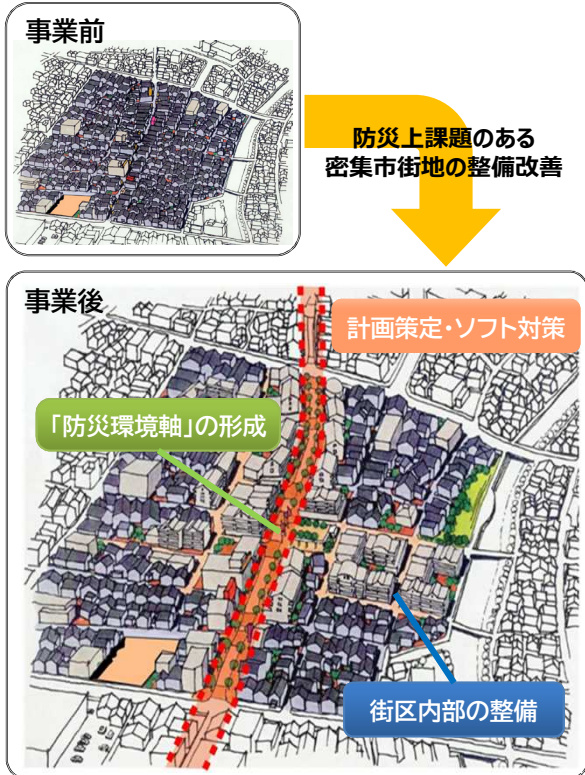 事業前
防災上課題のある
密集市街地の整備改善
事業後
計画策定・ソフト対策
「防災環境軸」の形成
街区内部の整備